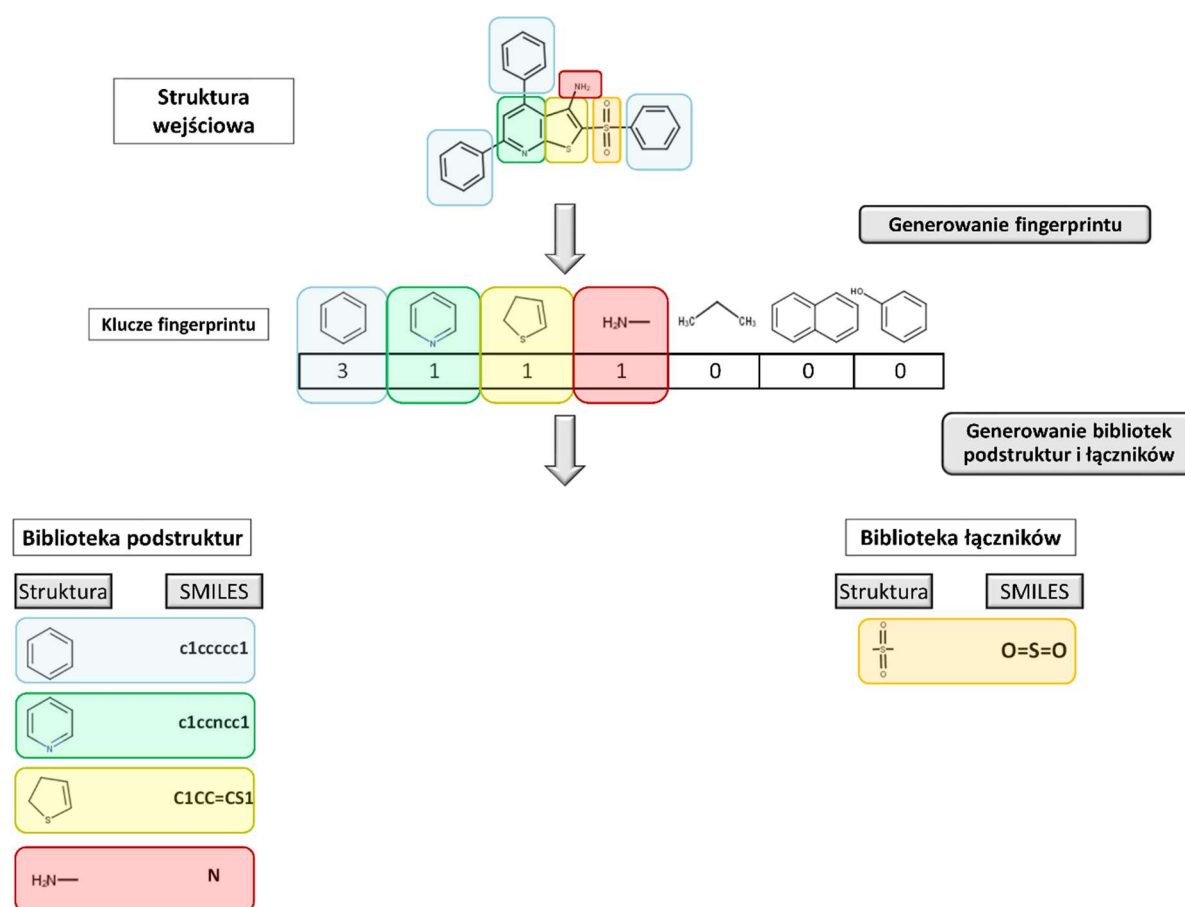 Struktura
wejściowa
NH₂
O
S
O
N
S
Generowanie fingerprintu
Klucze fingerprintu
N
S
H₂N
H₃C
CH₃
HO
3 1 1 1 0 0 0
Generowanie bibliotek
podstruktur i łączników
Biblioteka podstruktur
Biblioteka łączników
Struktura SMILES
Struktura SMILES
c1ccccc1
O
S
O
O=S=O
N
c1ccncc1
S
C1CC=CS1
H₂N
N